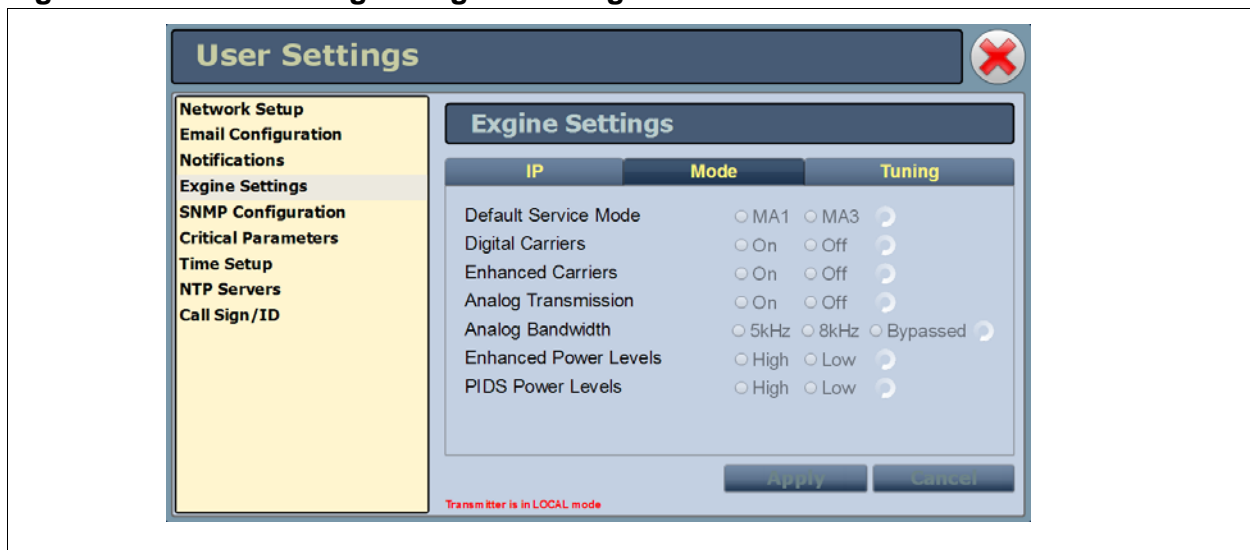 User Settings
Network Setup
Email Configuration
Notifications
Exgine Settings
SNMP Configuration
Critical Parameters
Time Setup
NTP Servers
Call Sign/ID
Exgine Settings
IP Mode Tuning
Default Service Mode MA1 MA3
Digital Carriers On Off
Enhanced Carriers On Off
Analog Transmission On Off
Analog Bandwidth 5kHz 8kHz Bypassed
Enhanced Power Levels High Low
PIDS Power Levels High Low
Apply Cancel
Transmitter is in LOCAL mode